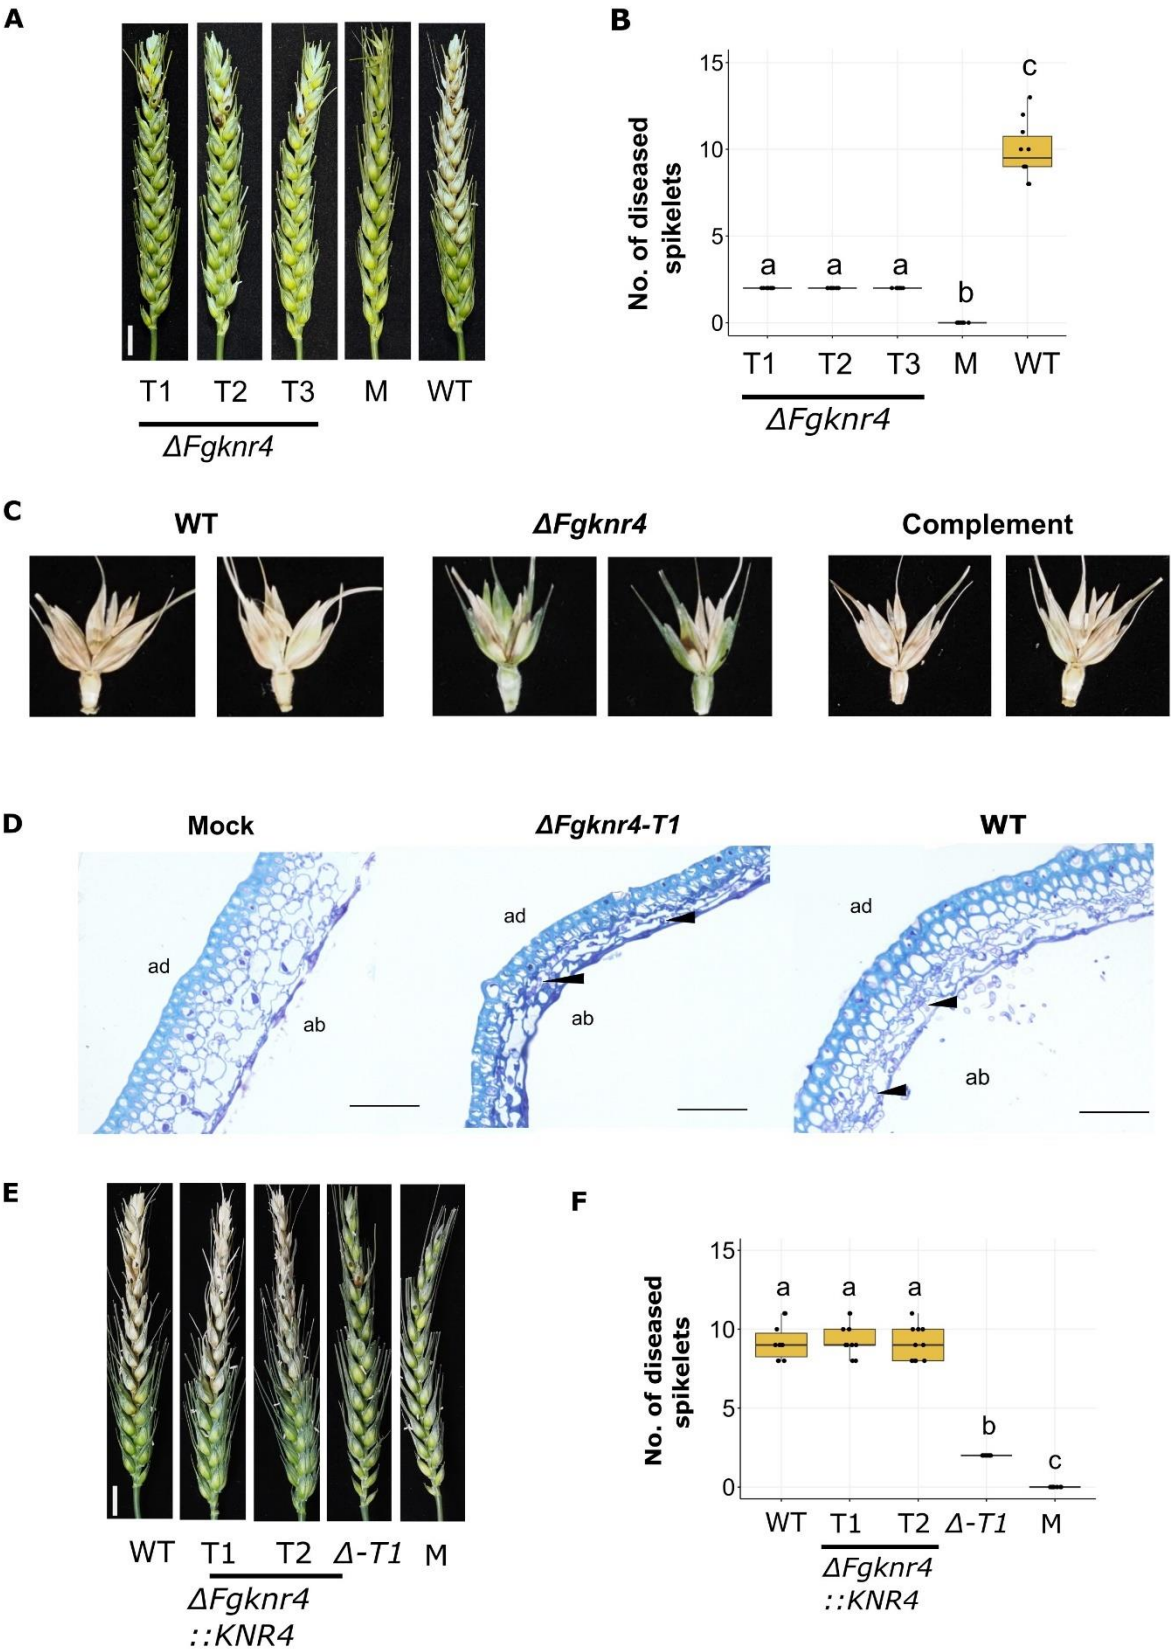 A
T1 T2 T3 M WT
ΔFgknr4
B
No. of diseased
spikelets
15
10
5
0
a a a b c
T1 T2 T3 M WT
ΔFgknr4
C
WT ΔFgknr4 Complement
D
Mock ΔFgknr4-T1 WT
ad ab
ad ab
ad ab
E
WT T1 T2 Δ-T1 M
ΔFgknr4
::KNR4
F
No. of diseased
spikelets
15
10
5
0
a a a b c
WT T1 T2 Δ-T1 M
ΔFgknr4
::KNR4